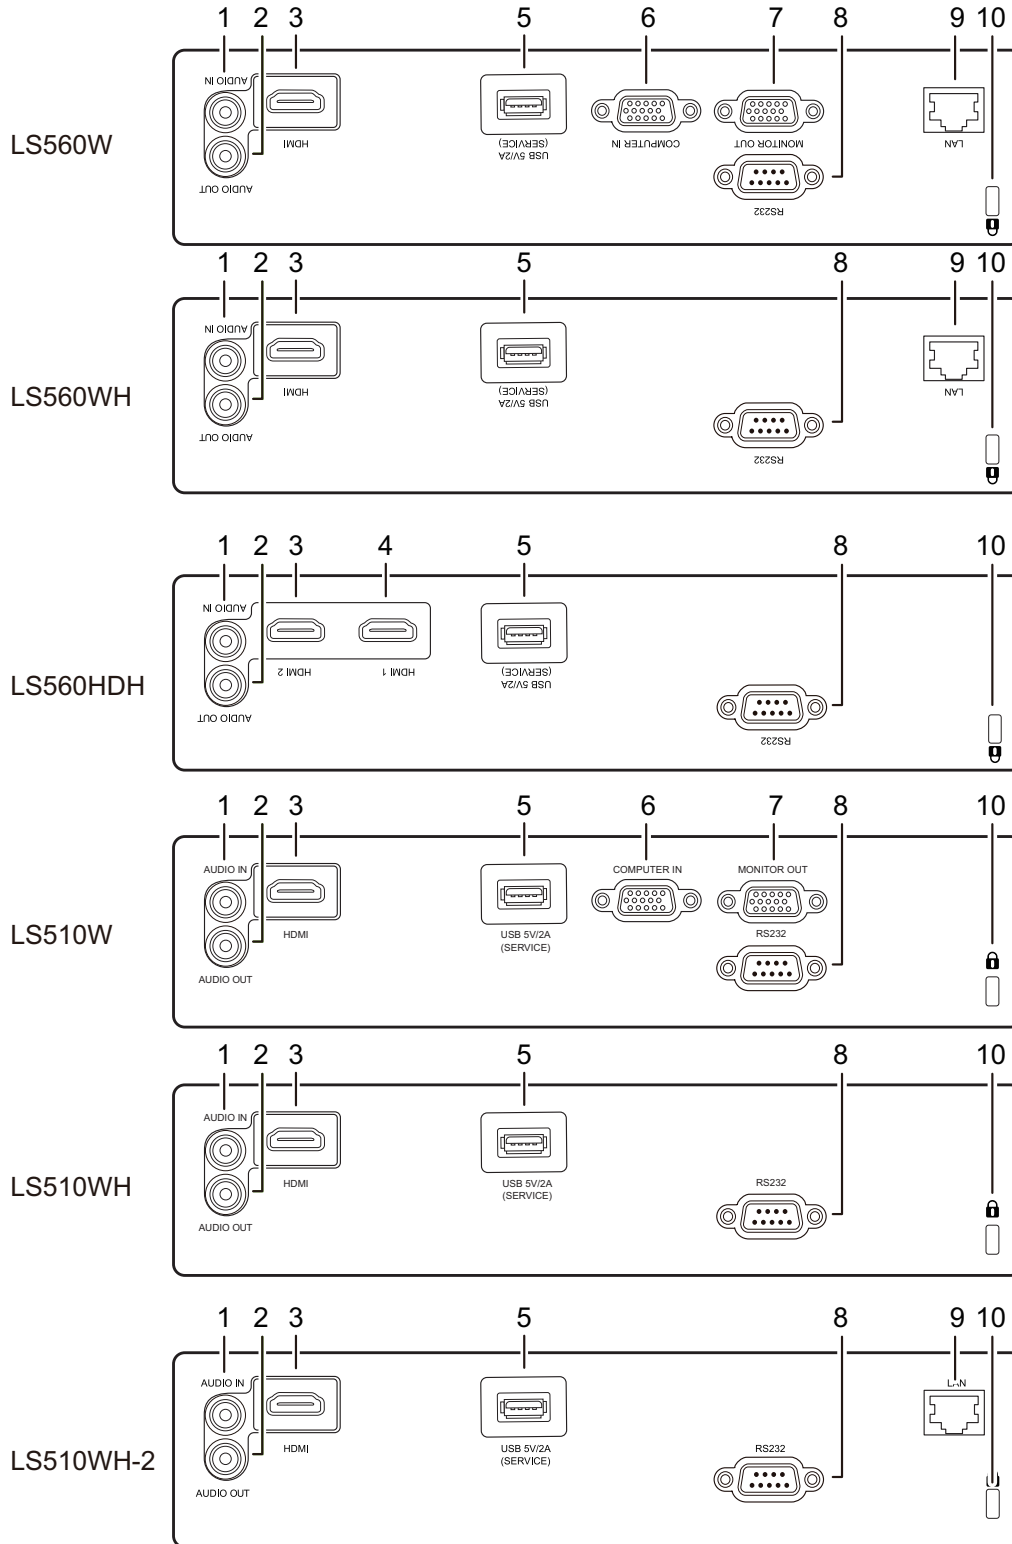 1 2 3 5 6 7 8 9 10
LS560W
AUDIO IN
HDMI
AUDIO OUT
USB 5V/2A
(SERVICE)
COMPUTER IN
MONITOR OUT
RS232
LAN
1 2 3 5 8 9 10
LS560WH
AUDIO IN
HDMI
AUDIO OUT
USB 5V/2A
(SERVICE)
RS232
LAN
1 2 3 4 5 8 10
LS560HDH
AUDIO IN
HDMI 2
HDMI 1
AUDIO OUT
USB 5V/2A
(SERVICE)
RS232
1 2 3 5 6 7 8 10
LS510W
AUDIO IN
HDMI
AUDIO OUT
USB 5V/2A
(SERVICE)
COMPUTER IN
MONITOR OUT
RS232
1 2 3 5 8 10
LS510WH
AUDIO IN
HDMI
AUDIO OUT
USB 5V/2A
(SERVICE)
RS232
1 2 3 5 8 9 10
LS510WH-2
AUDIO IN
HDMI
AUDIO OUT
USB 5V/2A
(SERVICE)
RS232
LAN